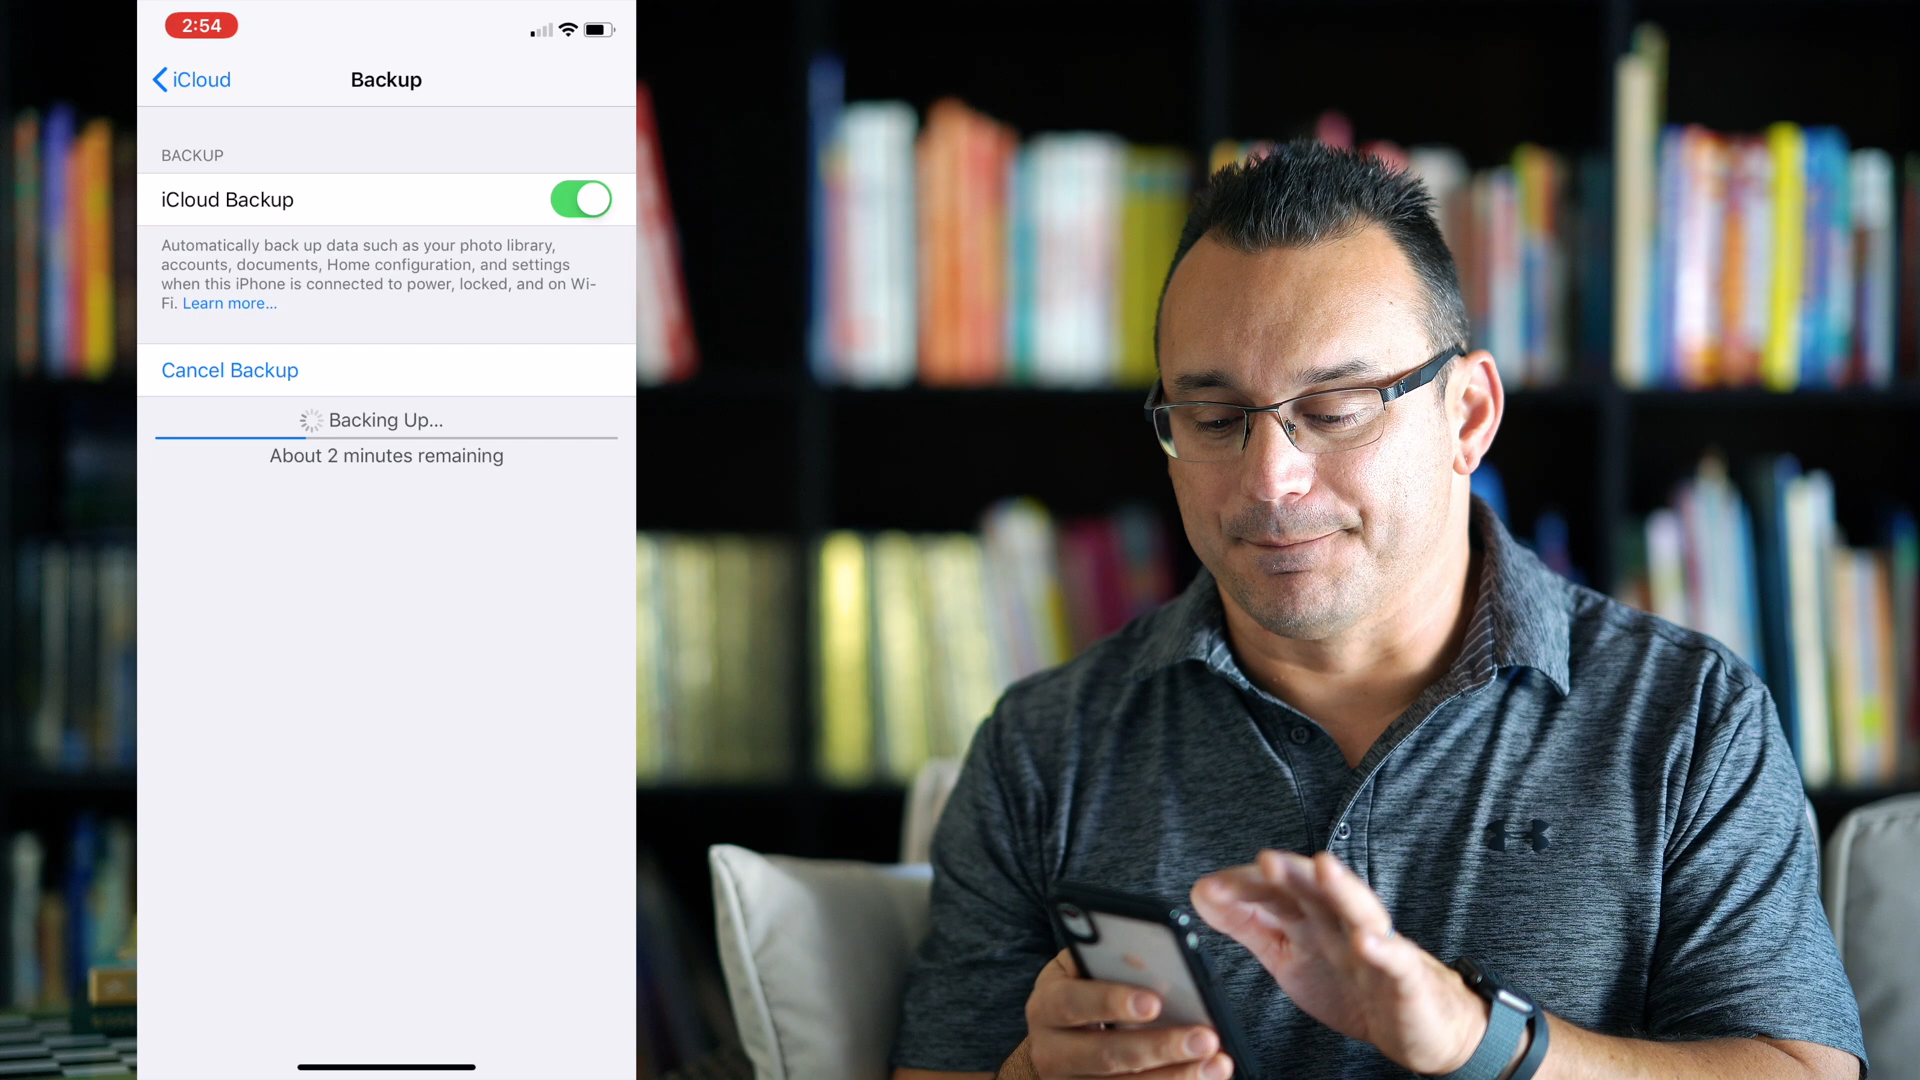 2:54
iCloud
Backup
BACKUP
iCloud Backup
Automatically back up data such as your photo library,
accounts, documents, Home configuration, and settings
when this iPhone is connected to power, locked, and on Wi-
Fi. Learn more...
Cancel Backup
Backing Up...
About 2 minutes remaining